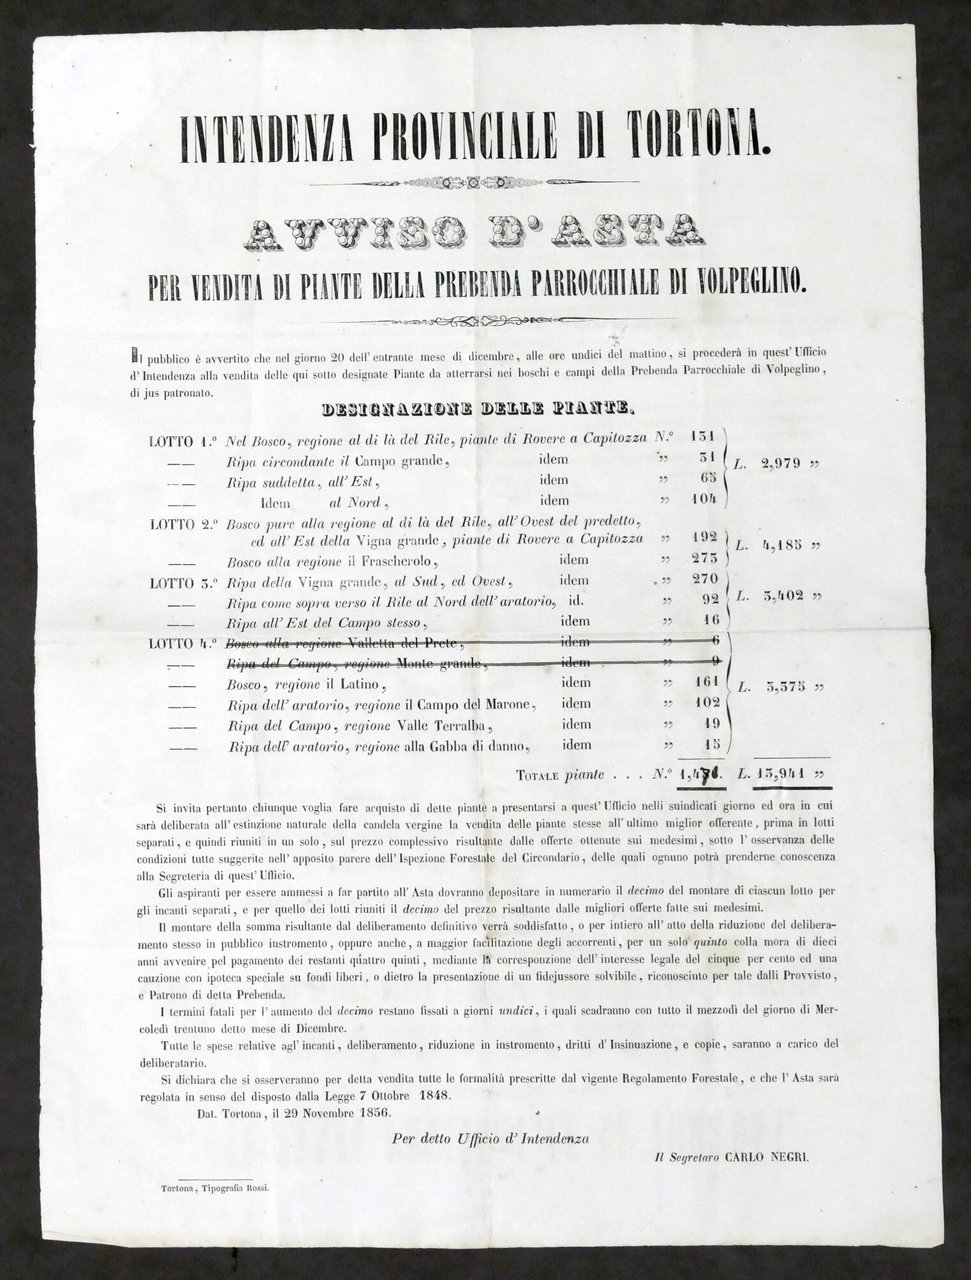 INTENDENZA PROVINCIALE DI TORTONA.
AVVISO D'ASTA
PER VENDITA DI PIANTE DELLA PREBENDA PARROCCHIALE DI VOLPEGLINO.
Il pubblico è avvertito che nel giorno 20 dell'entrante mese di dicembre, alle ore undici del mattino, si procederà in quest'Ufficio
d'Intendenza alla vendita delle qui sotto designate Piante da atterrarsi nei boschi e campi della Prebenda Parrocchiale di Volpeglino,
di jus patronato.
DESIGNAZIONE DELLE PIANTE.
LOTTO 1.° Nel Bosco, regione al di là del Rile, piante di Rovere a Capitozza N.° 131
—— Ripa circondante il Campo grande, idem „ 31 L. 2,979 „
—— Ripa suddetta, all'Est, idem „ 65
—— Idem al Nord, idem „ 104
LOTTO 2.° Bosco pure alla regione al di là del Rile, all'Ovest del predetto,
ed all'Est della Vigna grande, piante di Rovere a Capitozza „ 192 L. 4,185 „
—— Bosco alla regione il Frascherolo, idem „ 273
LOTTO 3.° Ripa della Vigna grande, al Sud, ed Ovest, idem „ 270
—— Ripa come sopra verso il Rile al Nord dell'aratorio, id. „ 92 L. 3,402 „
—— Ripa all'Est del Campo stesso, idem „ 16
LOTTO 4.° Bosco alla regione Valletta del Prete, idem „ 6
—— Ripa del Campo, regione Monte grande, idem „ 9
—— Bosco, regione il Latino, idem „ 161 L. 3,375 „
—— Ripa dell'aratorio, regione il Campo del Marone, idem „ 102
—— Ripa del Campo, regione Valle Terralba, idem „ 19
—— Ripa dell'aratorio, regione alla Gabba di danno, idem „ 15
TOTALE piante . . . N.° 1,471. L. 13,941 „
Si invita pertanto chiunque voglia fare acquisto di dette piante a presentarsi a quest'Ufficio nelli suindicati giorno ed ora in cui
sarà deliberata all'estinzione naturale della candela vergine la vendita delle piante stesse all'ultimo miglior offerente, prima in lotti
separati, e quindi riuniti in un solo, sul prezzo complessivo risultante dalle offerte ottenute sui medesimi, sotto l'osservanza delle
condizioni tutte suggerite nell'apposito parere dell'Ispezione Forestale del Circondario, delle quali ognuno potrà prenderne conoscenza
alla Segreteria di quest'Ufficio.
Gli aspiranti per essere ammessi a far partito all'Asta dovranno depositare in numerario il decimo del montare di ciascun lotto per
gli incanti separati, e per quello dei lotti riuniti il decimo del prezzo risultante dalle migliori offerte fatte sui medesimi.
Il montare della somma risultante dal deliberamento definitivo verrà soddisfatto, o per intiero all'atto della riduzione del delibera-
mento stesso in pubblico instromento, oppure anche, a maggior facilitazione degli accorrenti, per un solo quinto colla mora di dieci
anni avvenire pel pagamento dei restanti quattro quinti, mediante la corresponzione dell'interesse legale del cinque per cento ed una
cauzione con ipoteca speciale su fondi liberi, o dietro la presentazione di un fidejussore solvibile, riconosciuto per tale dalli Provvisto,
e Patrono di detta Prebenda.
I termini fatali per l'aumento del decimo restano fissati a giorni undici, i quali scadranno con tutto il mezzodì del giorno di Mer-
coledì trentuno detto mese di Dicembre.
Tutte le spese relative agl'incanti, deliberamento, riduzione in instromento, dritti d'Insinuazione, e copie, saranno a carico del
deliberatario.
Si dichiara che si osserveranno per detta vendita tutte le formalità prescritte dal vigente Regolamento Forestale, e che l'Asta sarà
regolata in senso del disposto dalla Legge 7 Ottobre 1848.
Dat. Tortona, il 29 Novembre 1856.
Per detto Ufficio d'Intendenza
Il Segretaro CARLO NEGRI.
Tortona, Tipografia Rossi.